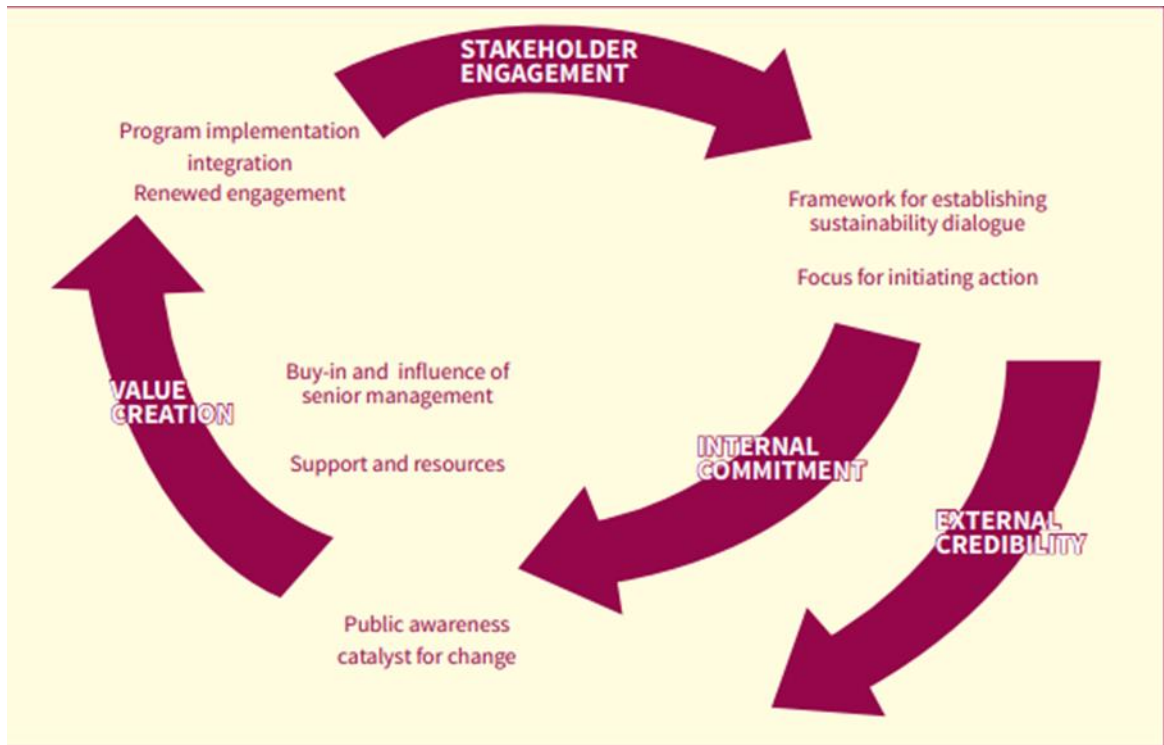 STAKEHOLDER
ENGAGEMENT
Program implementation
integration
Renewed engagement
Framework for establishing
sustainability dialogue
Focus for initiating action
VALUE
CREATION
Buy-in and influence of
senior management
Support and resources
INTERNAL
COMMITMENT
EXTERNAL
CREDIBILITY
Public awareness
catalyst for change